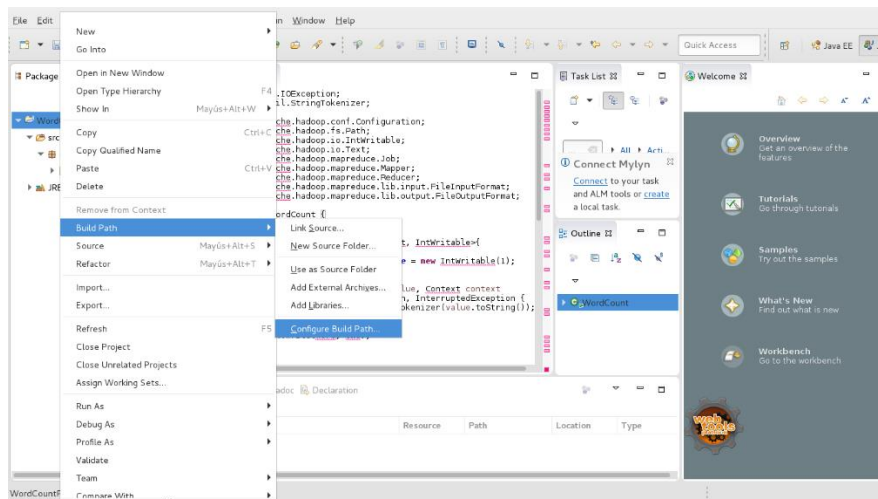 File Edit n Window Help
Quick Access
Java EE
Package
Task List
Welcome
New
Go Into
Open in New Window
Open Type Hierarchy F4
Show In Mayús+Alt+W
Copy Ctrl+C
Copy Qualified Name
Paste Ctrl+V
Delete
Remove from Context
Build Path
Source Mayús+Alt+S
Refactor Mayús+Alt+T
Import...
Export...
Refresh F5
Close Project
Close Unrelated Projects
Assign Working Sets...
Run As
Debug As
Profile As
Validate
Team
Compare With
Link Source...
New Source Folder...
Use as Source Folder
Add External Archives...
Add Libraries...
Configure Build Path...
Word
src
JRE
.IOException;
il.StringTokenizer;
che.hadoop.conf.Configuration;
che.hadoop.fs.Path;
che.hadoop.io.IntWritable;
che.hadoop.io.Text;
che.hadoop.mapreduce.Job;
che.hadoop.mapreduce.Mapper;
che.hadoop.mapreduce.Reducer;
che.hadoop.mapreduce.lib.input.FileInputFormat;
che.hadoop.mapreduce.lib.output.FileOutputFormat;
ordCount {
t, IntWritable>{
e = new IntWritable(1);
lue, Context context
n, InterruptedException {
okenizer(value.toString());
All Acti...
Connect Mylyn
Connect to your task
and ALM tools or create
a local task.
Outline
WordCount
Overview
Get an overview of the
features
Tutorials
Go through tutorials
Samples
Try out the samples
What's New
Find out what is new
Workbench
Go to the workbench
web
tools
adoc Declaration
Resource Path Location Type
WordCountP